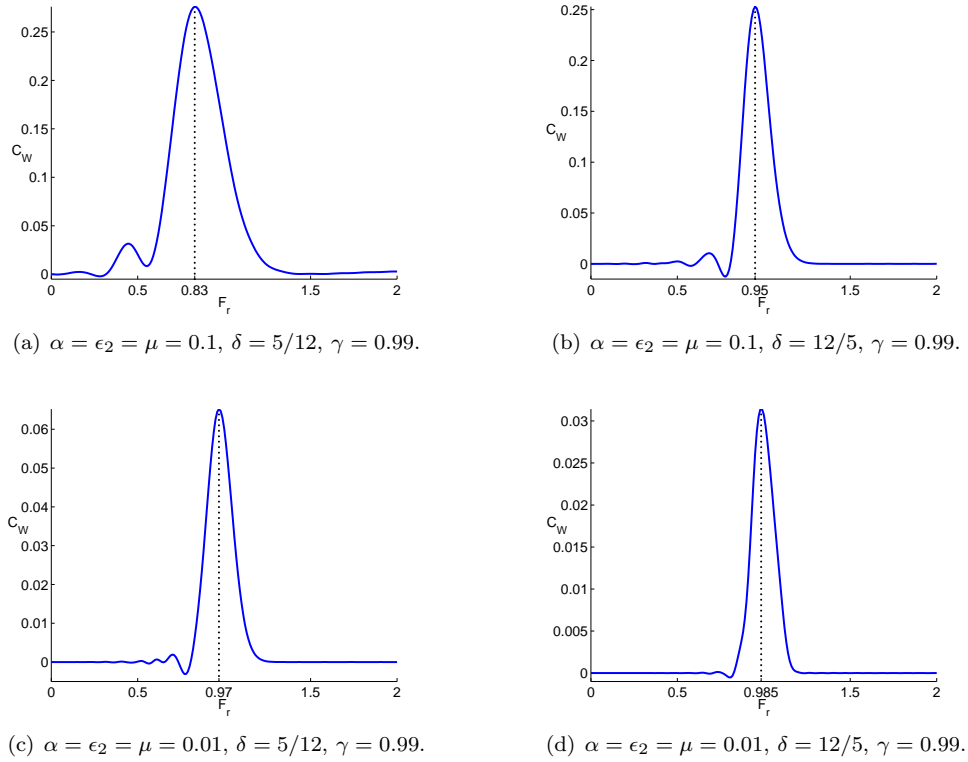 0.25
0.2
0.15
C_W
0.1
0.05
0
0 0.5 0.83 1.5 2
F_r
(a) α = ϵ₂ = μ = 0.1, δ = 5/12, γ = 0.99.
0.25
0.2
0.15
C_W
0.1
0.05
0
0 0.5 0.95 1.5 2
F_r
(b) α = ϵ₂ = μ = 0.1, δ = 12/5, γ = 0.99.
0.06
0.05
0.04
C_W
0.03
0.02
0.01
0
0 0.5 0.97 1.5 2
F_r
(c) α = ϵ₂ = μ = 0.01, δ = 5/12, γ = 0.99.
0.03
0.025
0.02
C_W
0.015
0.01
0.005
0
0 0.5 0.985 1.5 2
F_r
(d) α = ϵ₂ = μ = 0.01, δ = 12/5, γ = 0.99.